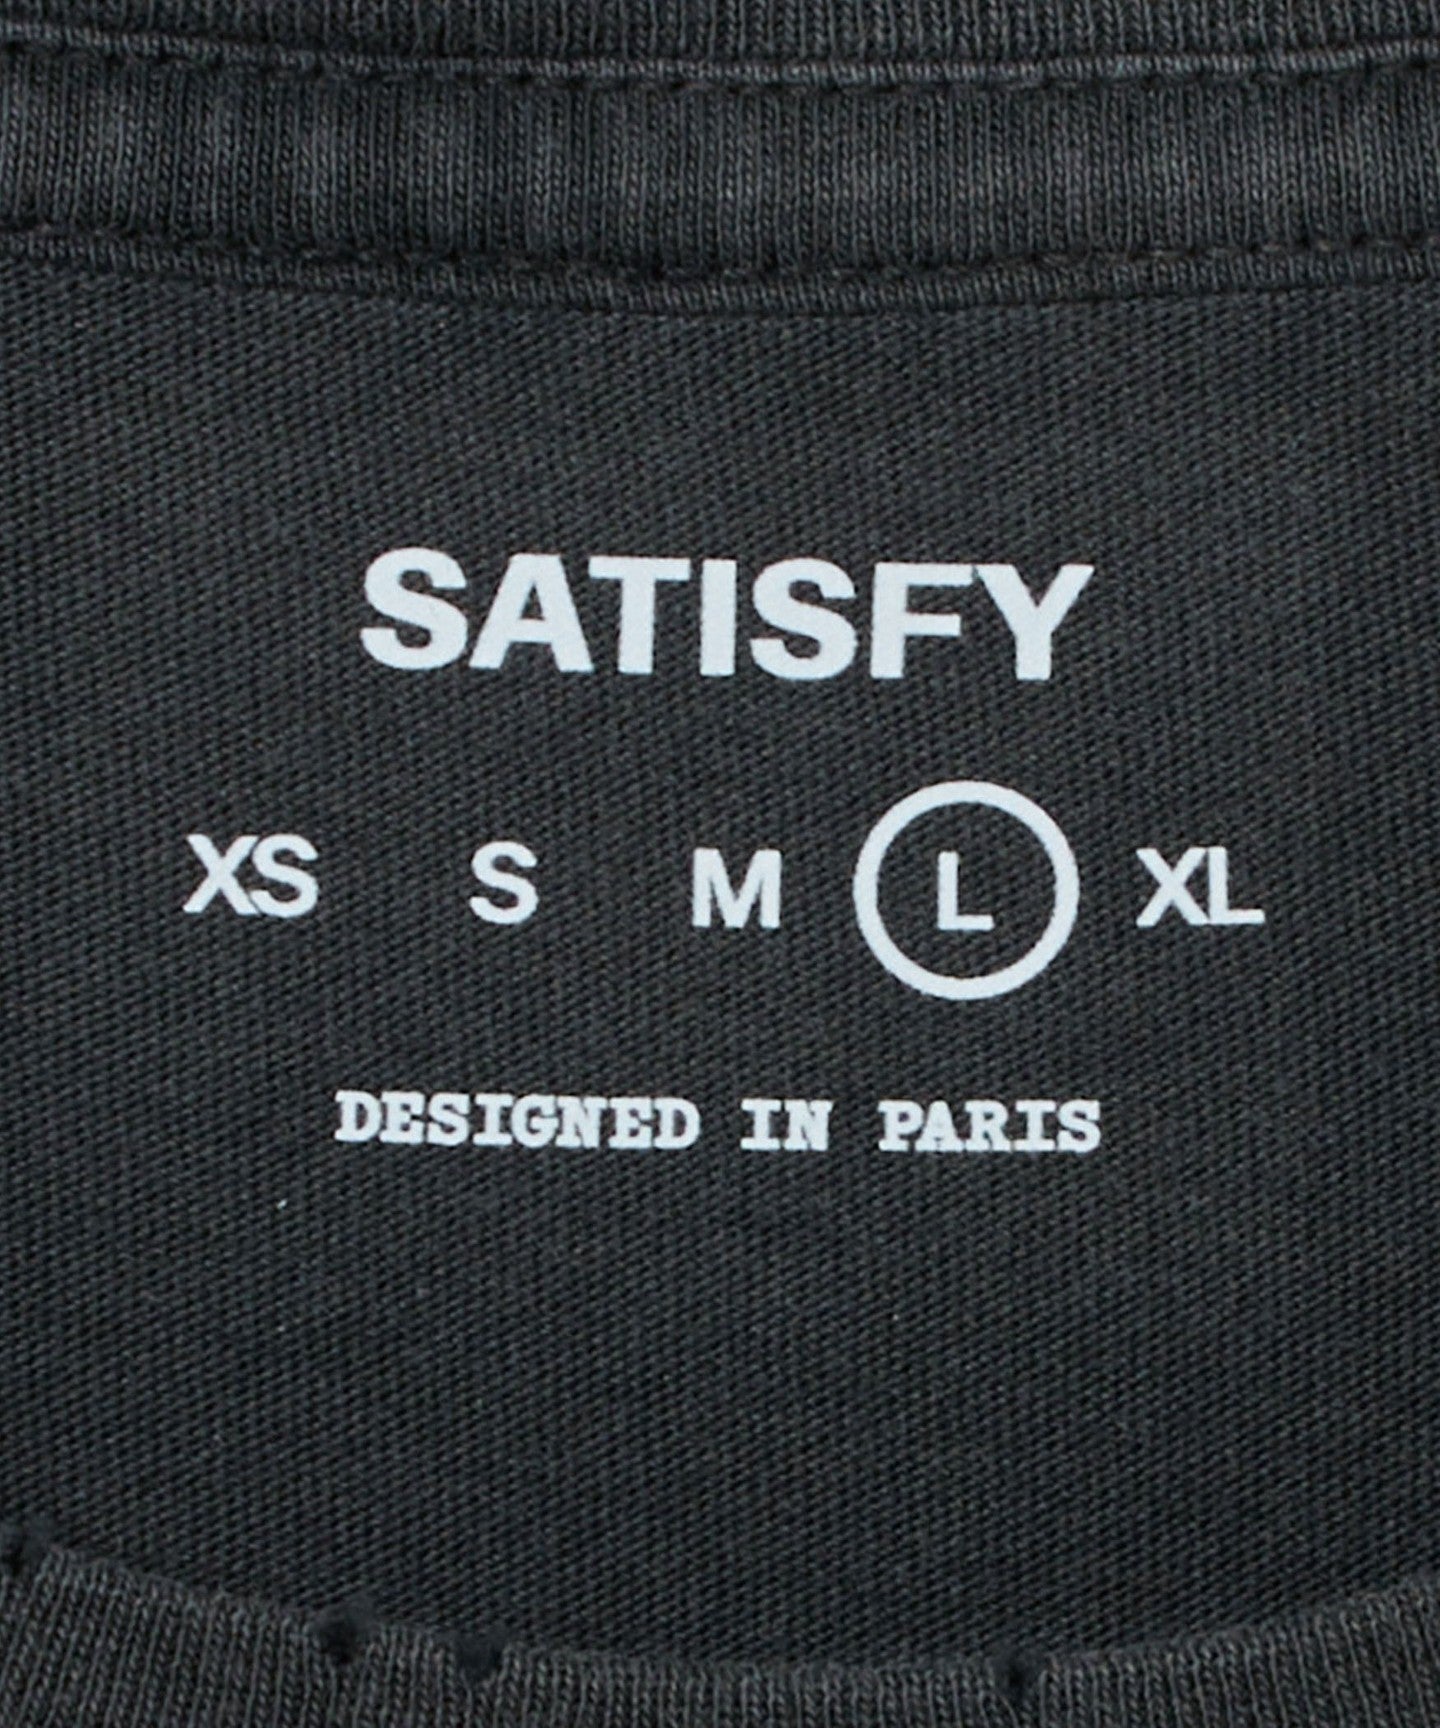 SATISFY
XS S M L XL
DESIGNED IN PARIS